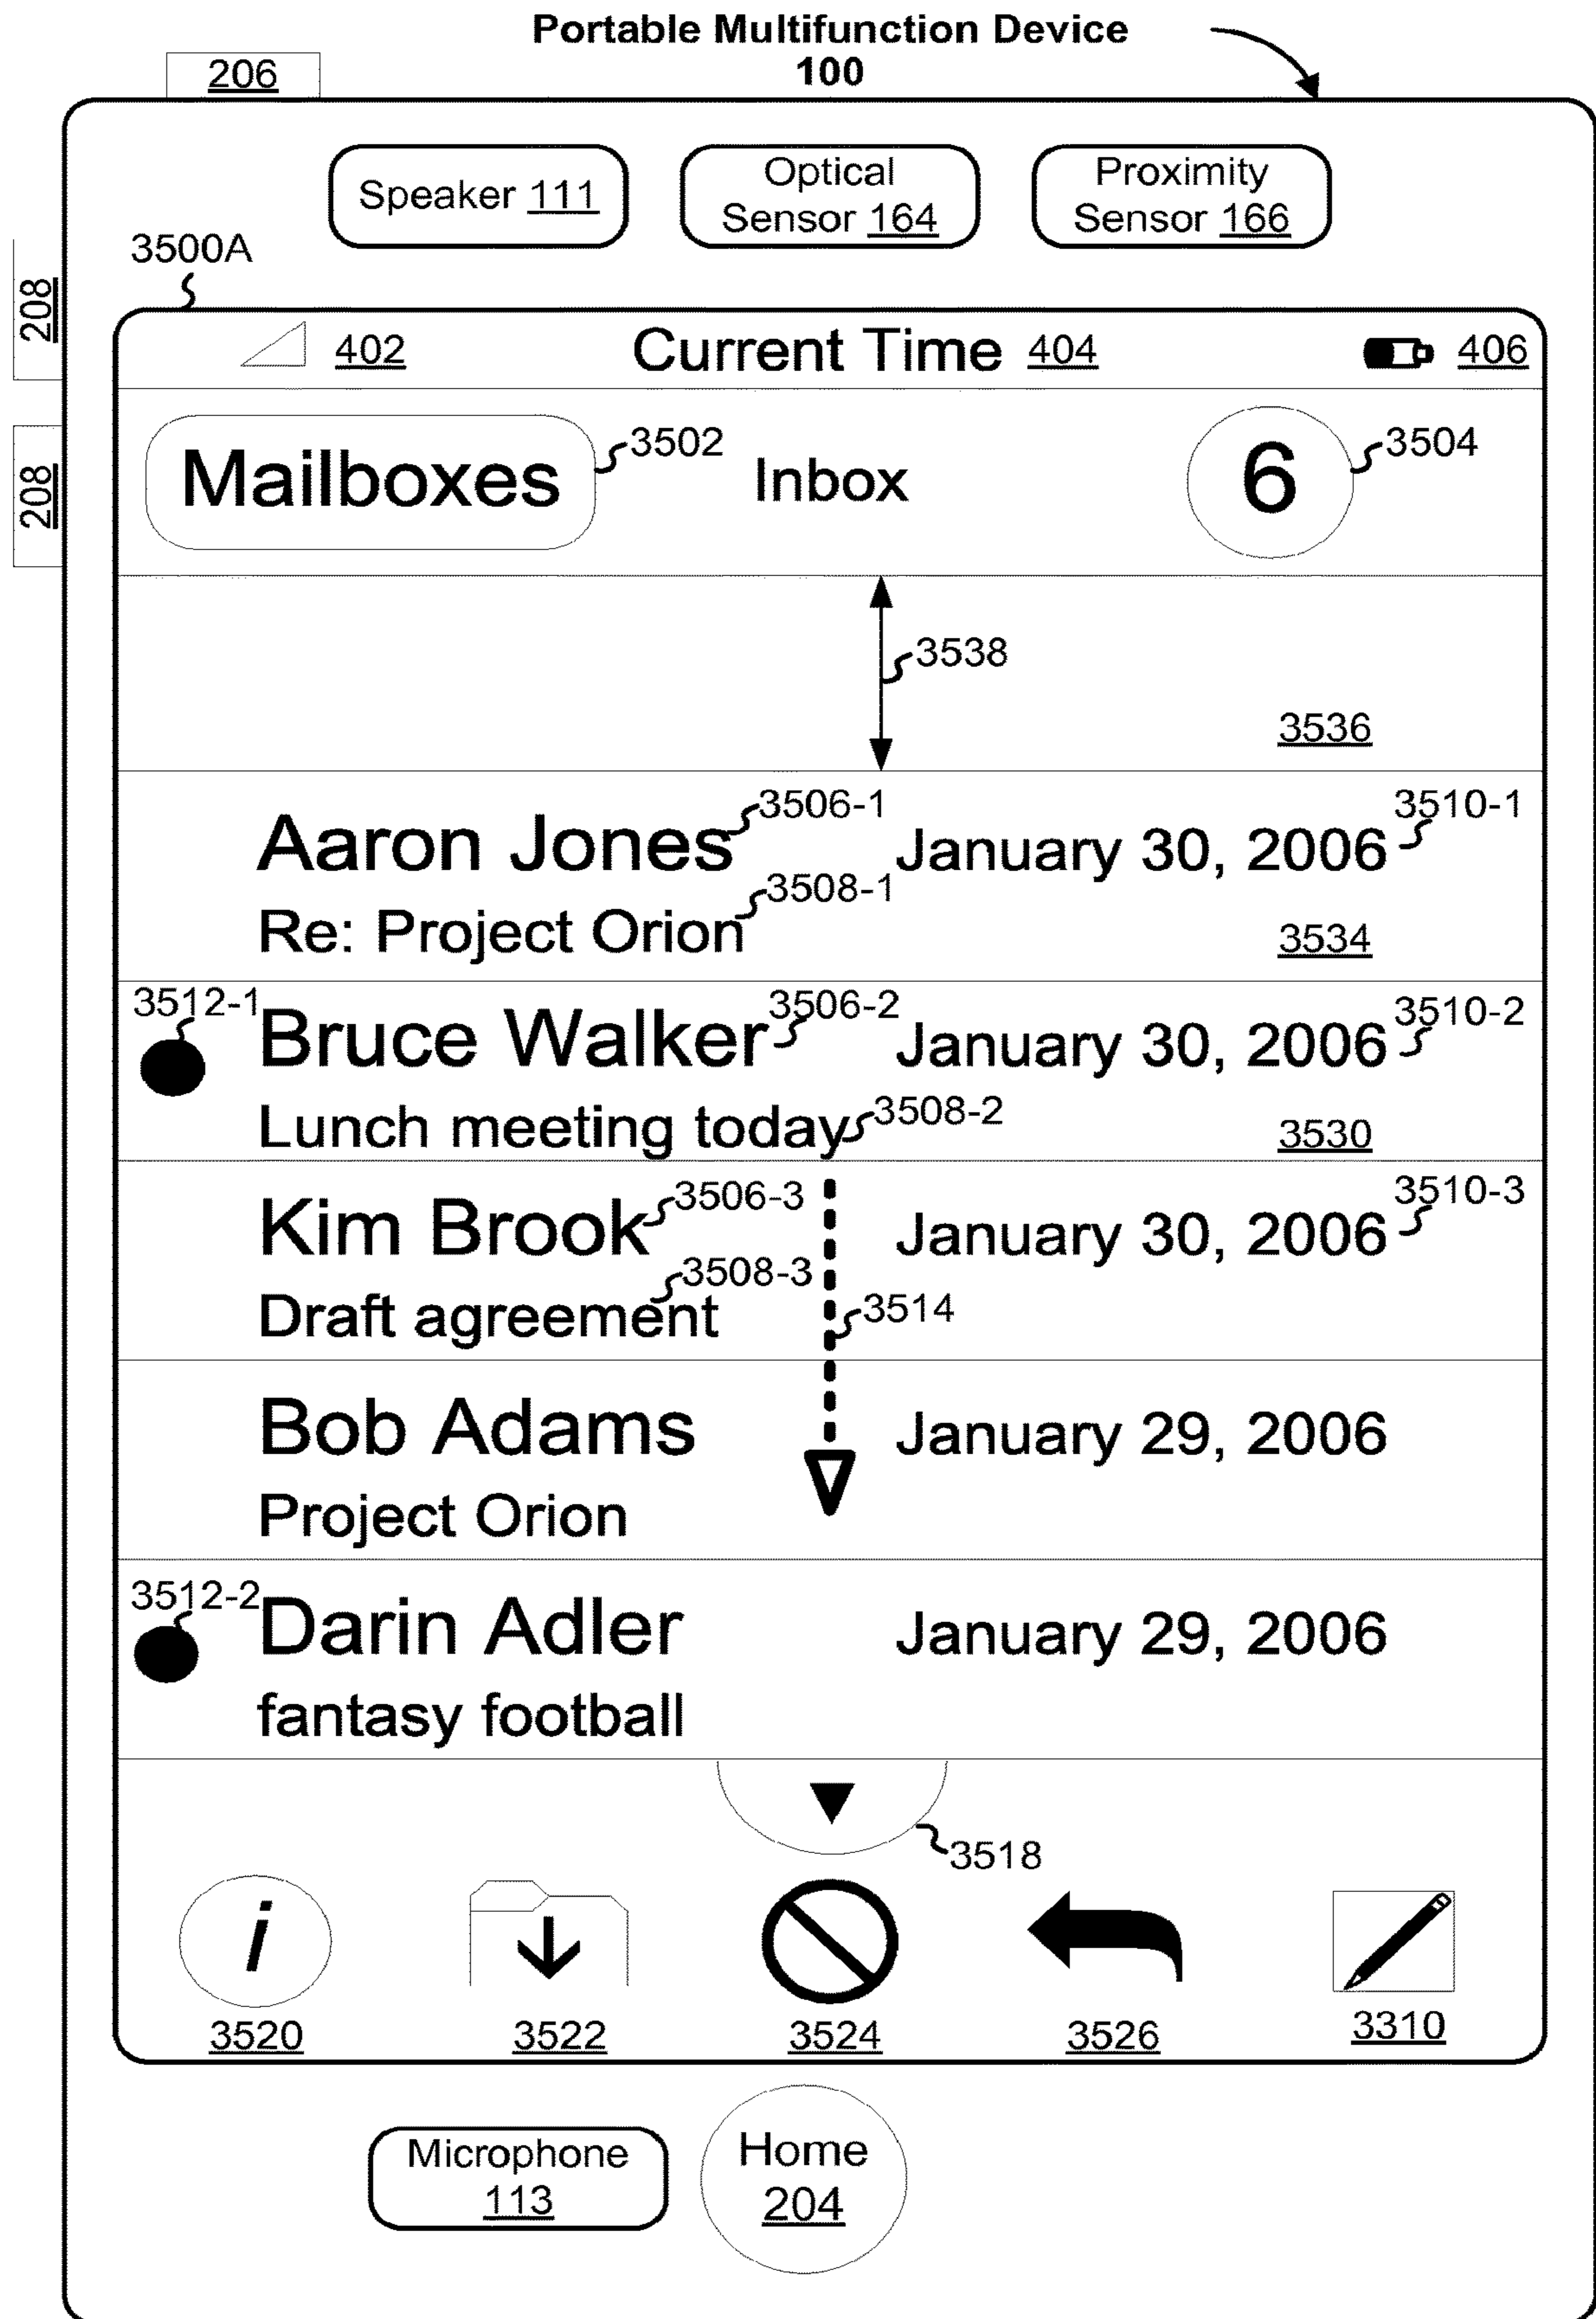 Portable Multifunction Device
100
206
Speaker 111
Optical
Sensor 164
Proximity
Sensor 166
3500A
208
402
Current Time 404
406
208
Mailboxes
3502
Inbox
6
3504
3538
3536
Aaron Jones
3506-1
January 30, 2006
3510-1
Re: Project Orion
3508-1
3534
3512-1
Bruce Walker
3506-2
January 30, 2006
3510-2
Lunch meeting today
3508-2
3530
Kim Brook
3506-3
January 30, 2006
3510-3
Draft agreement
3508-3
3514
Bob Adams
January 29, 2006
Project Orion
3512-2
Darin Adler
January 29, 2006
fantasy football
3518
i
3520
3522
3524
3526
3310
Microphone
113
Home
204